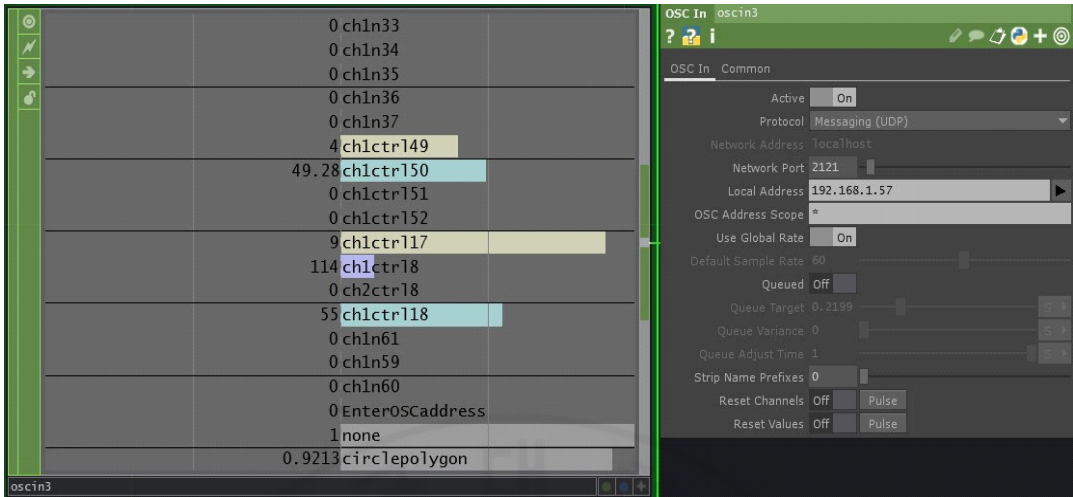 0 ch1n33
0 ch1n34
0 ch1n35
0 ch1n36
0 ch1n37
4 ch1ctrl49
49.28 ch1ctrl50
0 ch1ctrl51
0 ch1ctrl52
9 ch1ctrl17
114 ch1ctrl8
0 ch2ctrl8
55 ch1ctrl18
0 ch1n61
0 ch1n59
0 ch1n60
0 EnterOSCaddress
1 none
0.9213 circlepolygon
oscin3
OSC In oscin3
? ? i
OSC In Common
Active On
Protocol Messaging (UDP)
Network Address localhost
Network Port 2121
Local Address 192.168.1.57
OSC Address Scope *
Use Global Rate On
Default Sample Rate 60
Queued Off
Queue Target 0.2199 S
Queue Variance 0 S
Queue Adjust Time 1 S
Strip Name Prefixes 0
Reset Channels Off Pulse
Reset Values Off Pulse